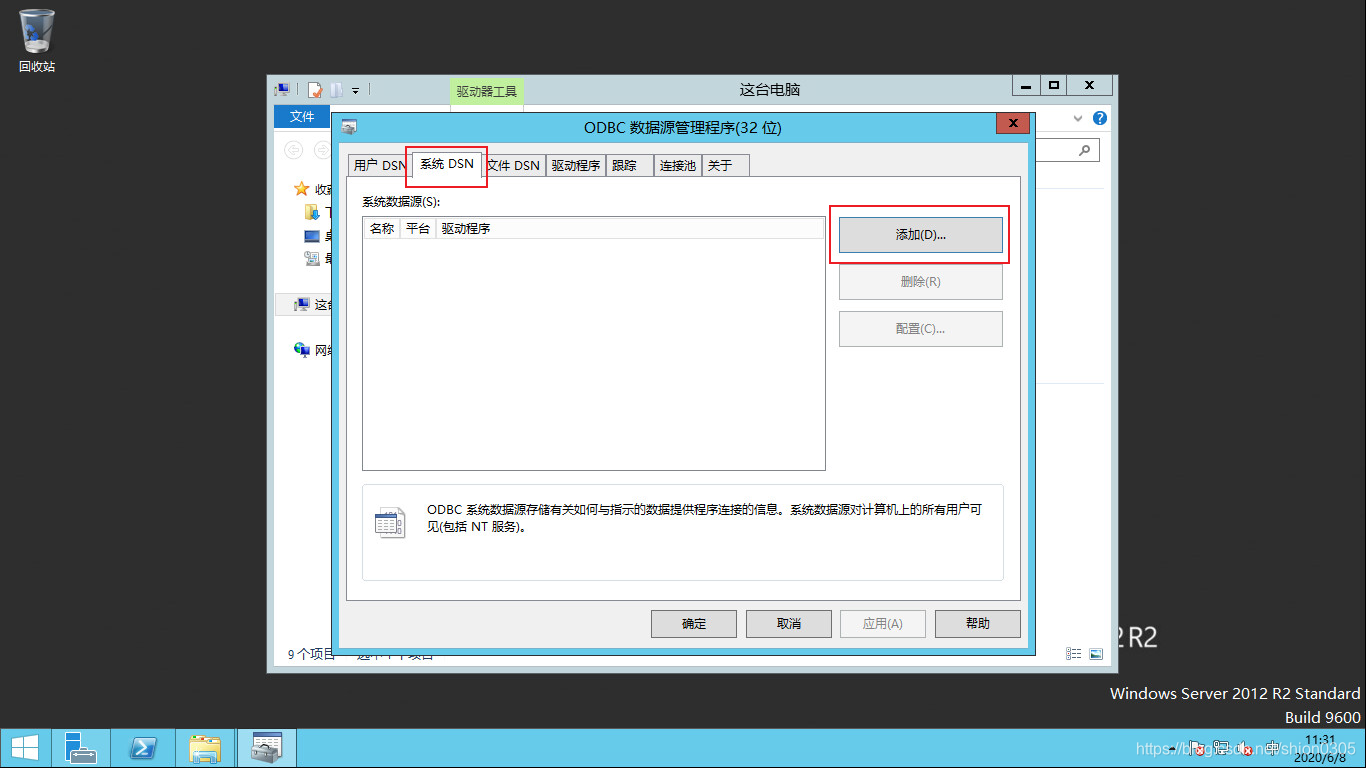 回收站
驱动器工具
这台电脑
文件
ODBC 数据源管理程序(32 位)
用户 DSN
系统 DSN
文件 DSN
驱动程序
跟踪
连接池
关于
系统数据源(S):
名称 平台 驱动程序
添加(D)...
删除(R)
配置(C)...
ODBC 系统数据源存储有关如何与指示的数据提供程序连接的信息。系统数据源对计算机上的所有用户可
见(包括 NT 服务)。
确定
取消
应用(A)
帮助
9 个项目
2 R2
Windows Server 2012 R2 Standard
Build 9600
中
11:31
2020/6/8
https://blog.csdn.net/shion0305